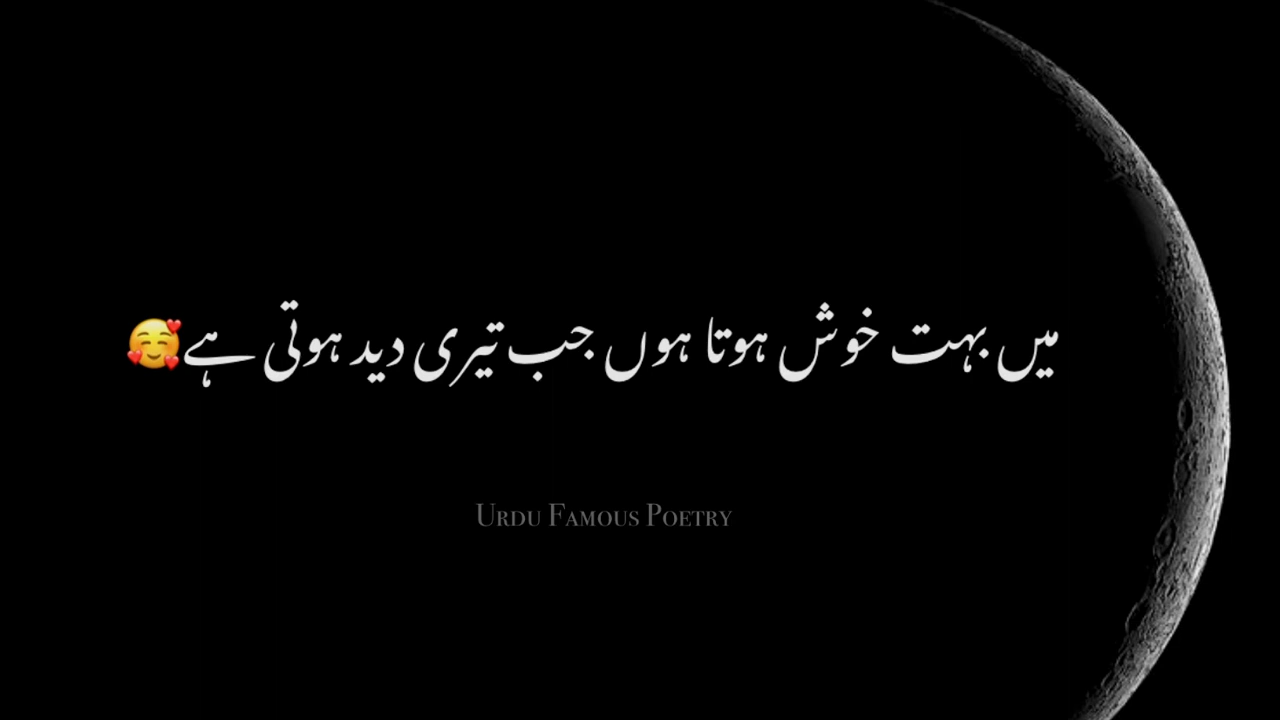 میں بہت خوش ہوتا ہوں جب تیری دید ہوتی ہے🥰
Urdu Famous Poetry